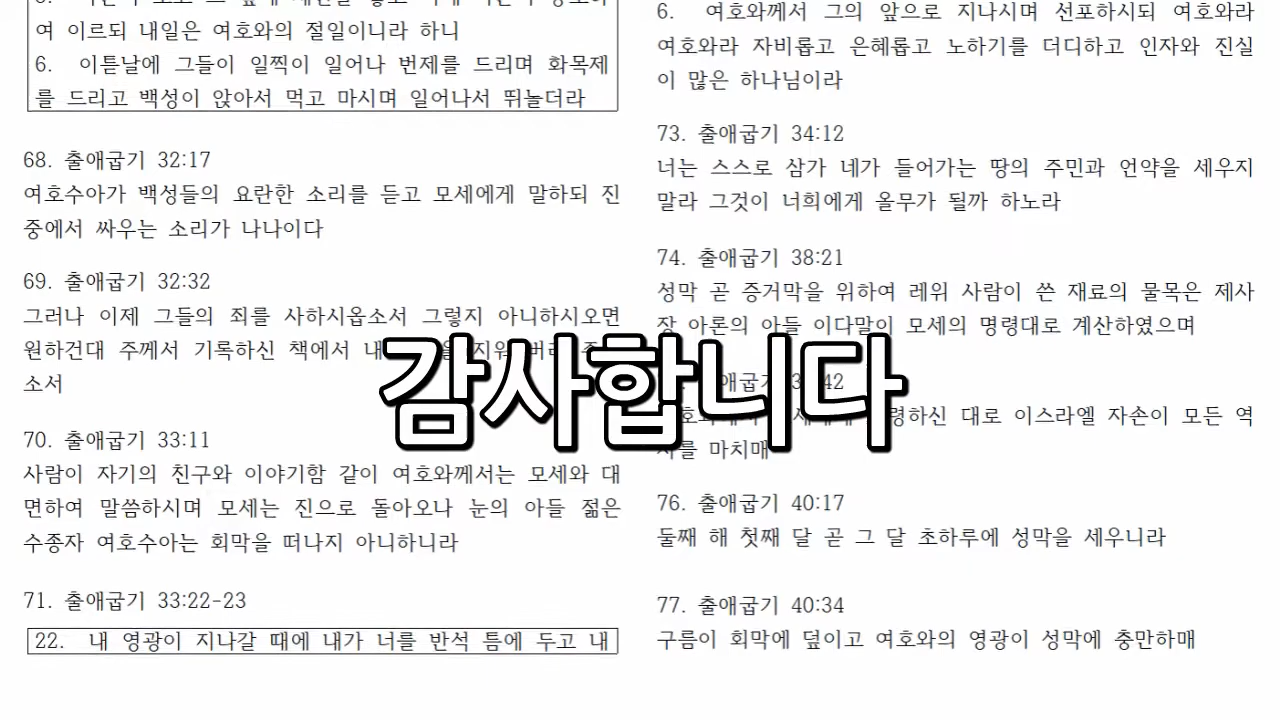 여 이르되 내일은 여호와의 절일이니라 하니
6. 이튿날에 그들이 일찍이 일어나 번제를 드리며 화목제
를 드리고 백성이 앉아서 먹고 마시며 일어나서 뛰놀더라
68. 출애굽기 32:17
여호수아가 백성들의 요란한 소리를 듣고 모세에게 말하되 진
중에서 싸우는 소리가 나나이다
69. 출애굽기 32:32
그러나 이제 그들의 죄를 사하시옵소서 그렇지 아니하시오면
원하건대 주께서 기록하신 책에서 내
소서
70. 출애굽기 33:11
사람이 자기의 친구와 이야기함 같이 여호와께서는 모세와 대
면하여 말씀하시며 모세는 진으로 돌아오나 눈의 아들 젊은
수종자 여호수아는 회막을 떠나지 아니하니라
71. 출애굽기 33:22-23
22. 내 영광이 지나갈 때에 내가 너를 반석 틈에 두고 내
6. 여호와께서 그의 앞으로 지나시며 선포하시되 여호와라
여호와라 자비롭고 은혜롭고 노하기를 더디하고 인자와 진실
이 많은 하나님이라
73. 출애굽기 34:12
너는 스스로 삼가 네가 들어가는 땅의 주민과 언약을 세우지
말라 그것이 너희에게 올무가 될까 하노라
74. 출애굽기 38:21
성막 곧 증거막을 위하여 레위 사람이 쓴 재료의 물목은 제사
장 아론의 아들 이다말이 모세의 명령대로 계산하였으며
대로 이스라엘 자손이 모든 역
사를 마치매
76. 출애굽기 40:17
둘째 해 첫째 달 곧 그 달 초하루에 성막을 세우니라
77. 출애굽기 40:34
구름이 회막에 덮이고 여호와의 영광이 성막에 충만하매
감사합니다